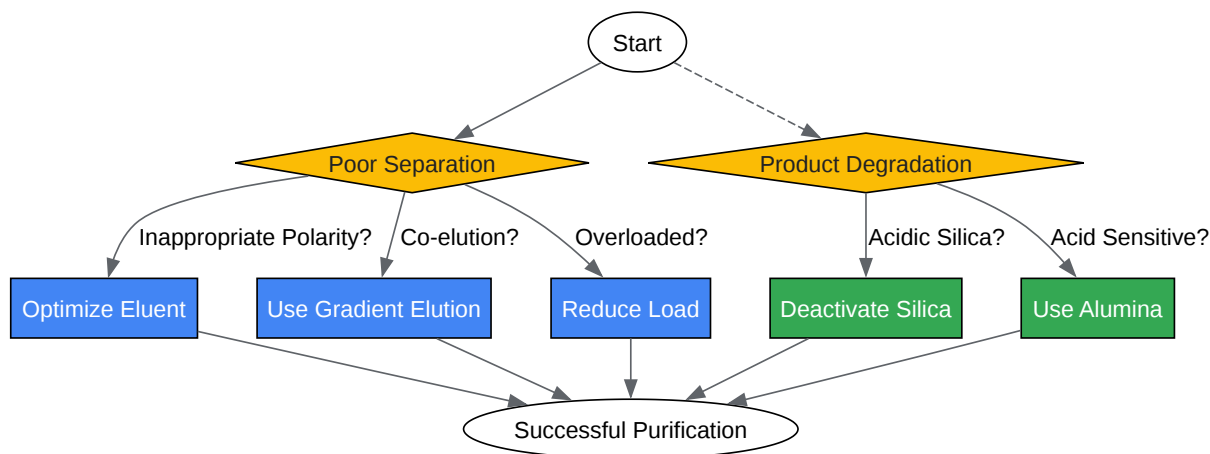 Start
Poor Separation
Product Degradation
Inappropriate Polarity?
Co-elution?
Overloaded?
Acidic Silica?
Acid Sensitive?
Optimize Eluent
Use Gradient Elution
Reduce Load
Deactivate Silica
Use Alumina
Successful Purification